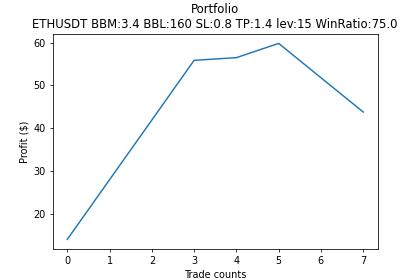 Portfolio
ETHUSDT BBM:3.4 BBL:160 SL:0.8 TP:1.4 lev:15 WinRatio:75.0
60
50
40
30
20
Profit ($)
0 1 2 3 4 5 6 7
Trade counts